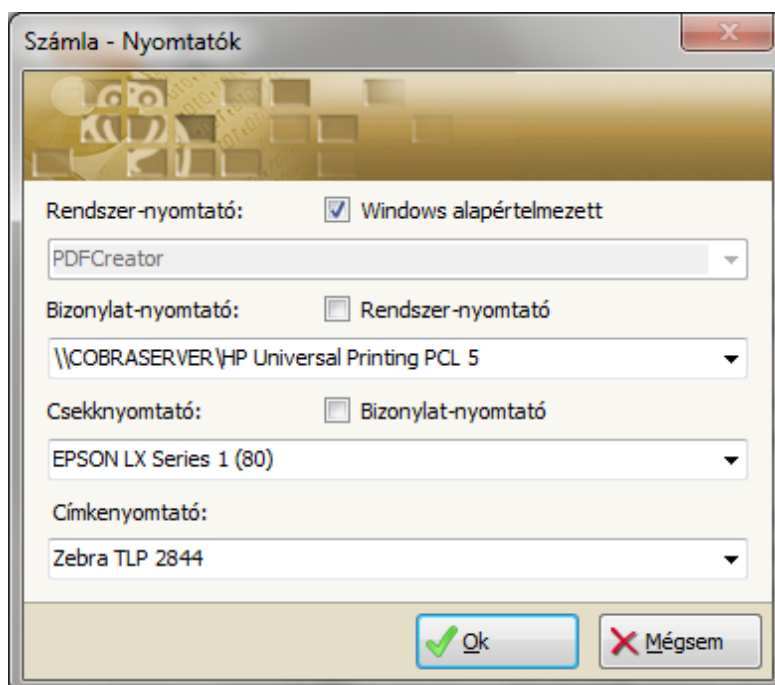 Számla - Nyomtatók
Rendszer-nyomtató: Windows alapértelmezett
PDFCreator
Bizonylat-nyomtató: Rendszer-nyomtató
\\COBRASERVER\HP Universal Printing PCL 5
Csekknyomtató: Bizonylat-nyomtató
EPSON LX Series 1 (80)
Címkenyomtató:
Zebra TLP 2844
Ok Mégsem